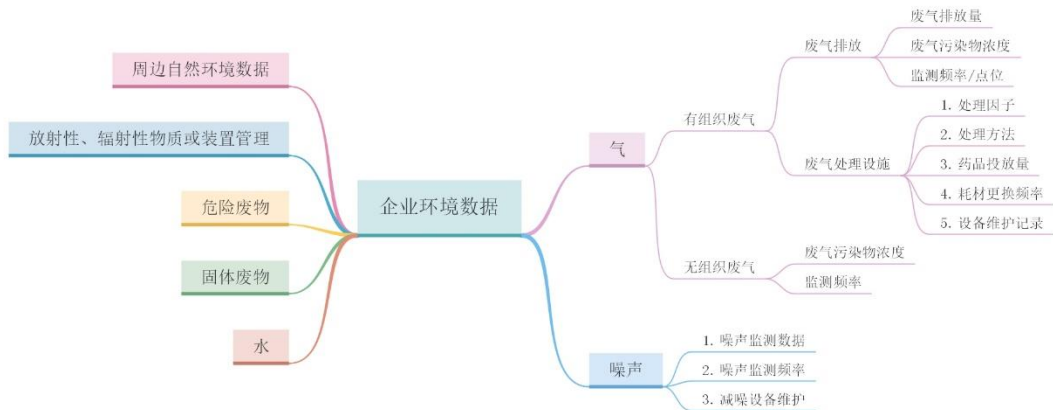 企业环境数据
周边自然环境数据
放射性、辐射性物质或装置管理
危险废物
固体废物
水
气
有组织废气
废气排放
废气排放量
废气污染物浓度
监测频率/点位
废气处理设施
1. 处理因子
2. 处理方法
3. 药品投放量
4. 耗材更换频率
5. 设备维护记录
无组织废气
废气污染物浓度
监测频率
噪声
1. 噪声监测数据
2. 噪声监测频率
3. 减噪设备维护